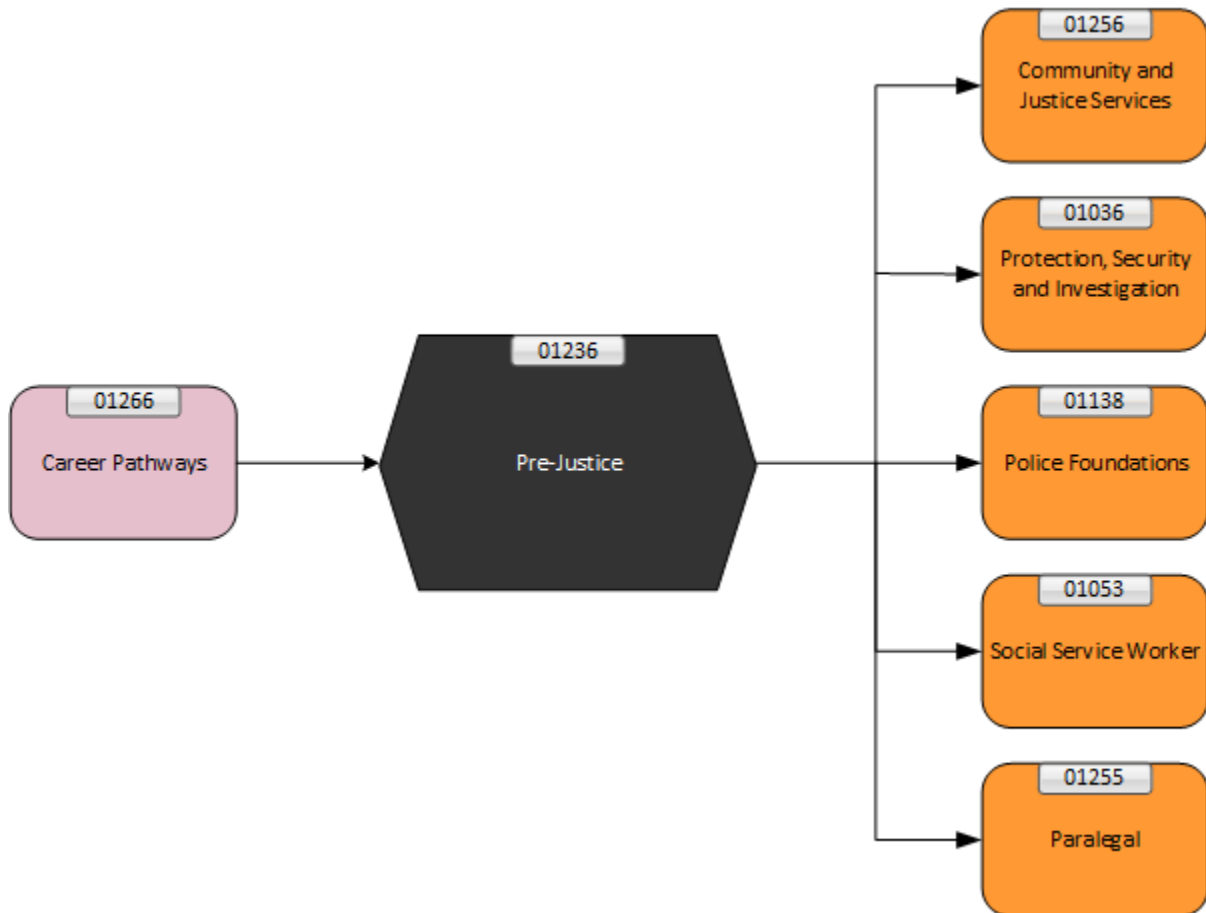 01266
Career Pathways
01236
Pre-Justice
01256
Community and
Justice Services
01036
Protection, Security
and Investigation
01138
Police Foundations
01053
Social Service Worker
01255
Paralegal